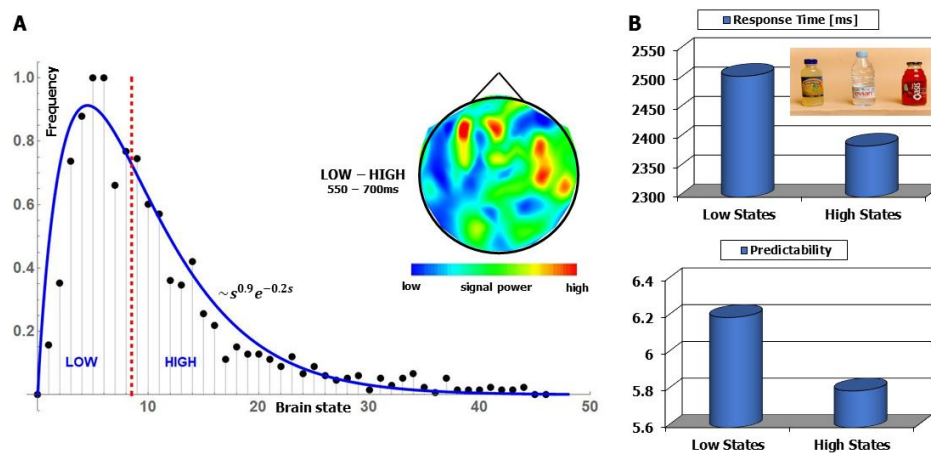 A
Frequency
1.0
0.8
0.6
0.4
0.2
LOW
HIGH
~s^0.9 e^-0.2s
10
20
30
40
50
Brain state
LOW – HIGH
550 – 700ms
low
signal power
high
B
Response Time [ms]
2550
2500
2450
2400
2350
2300
Low States
High States
OASIS
Predictability
6.4
6.2
6
5.8
5.6
Low States
High States